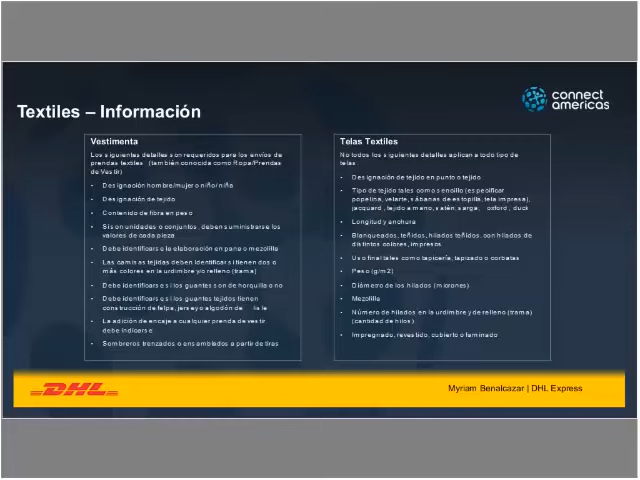 Textiles – Información
connect
americas
Vestimenta
Los siguientes detalles son requeridos para los envíos de
prendas textiles (también conocida como Ropa/Prendas
de Vestir)
- Designación hombre/mujer o niño/niña
- Designación de tejido
- Contenido de fibra en peso
- Si son unidades o conjuntos, deben suministrarse los
valores de cada pieza
- Debe identificarse la elaboración en pana o mezclilla
- Las camisas tejidas deben identificarse si tienen dos o
más colores en la urdimbre y/o relleno (trama)
- Debe identificarse si los guantes son de horquilla o no
- Debe identificarse si los guantes tejidos tienen
construcción de felpa, jersey o algodón de
- La adición de encaje a cualquier prenda de vestir
debe indicarse
- Sombreros trenzados o ensamblados a partir de tiras
Telas Textiles
No todos los siguientes detalles aplican a todo tipo de
telas.
- Designación de tejido en punto o tejido
- Tipo de tejido tales como sencillo (especificar
popelina, velarte, sábanas de estopilla, tela impresa),
jacquard, tejido a mano, satén, sarga, oxford, duck
- Longitud y anchura
- Blanqueados, teñidos, hilados teñidos, con hilados de
distintos colores, impresos
- Uso final tales como tapicería, tapizado o corbatas
- Peso (g/m2)
- Diámetro de los hilados (micrones)
- Mezclilla
- Número de hilados en la urdimbre y de relleno (trama)
(cantidad de hilos)
- Impregnado, revestido, cubierto o laminado
DHL
Myriam Benalcazar | DHL Express